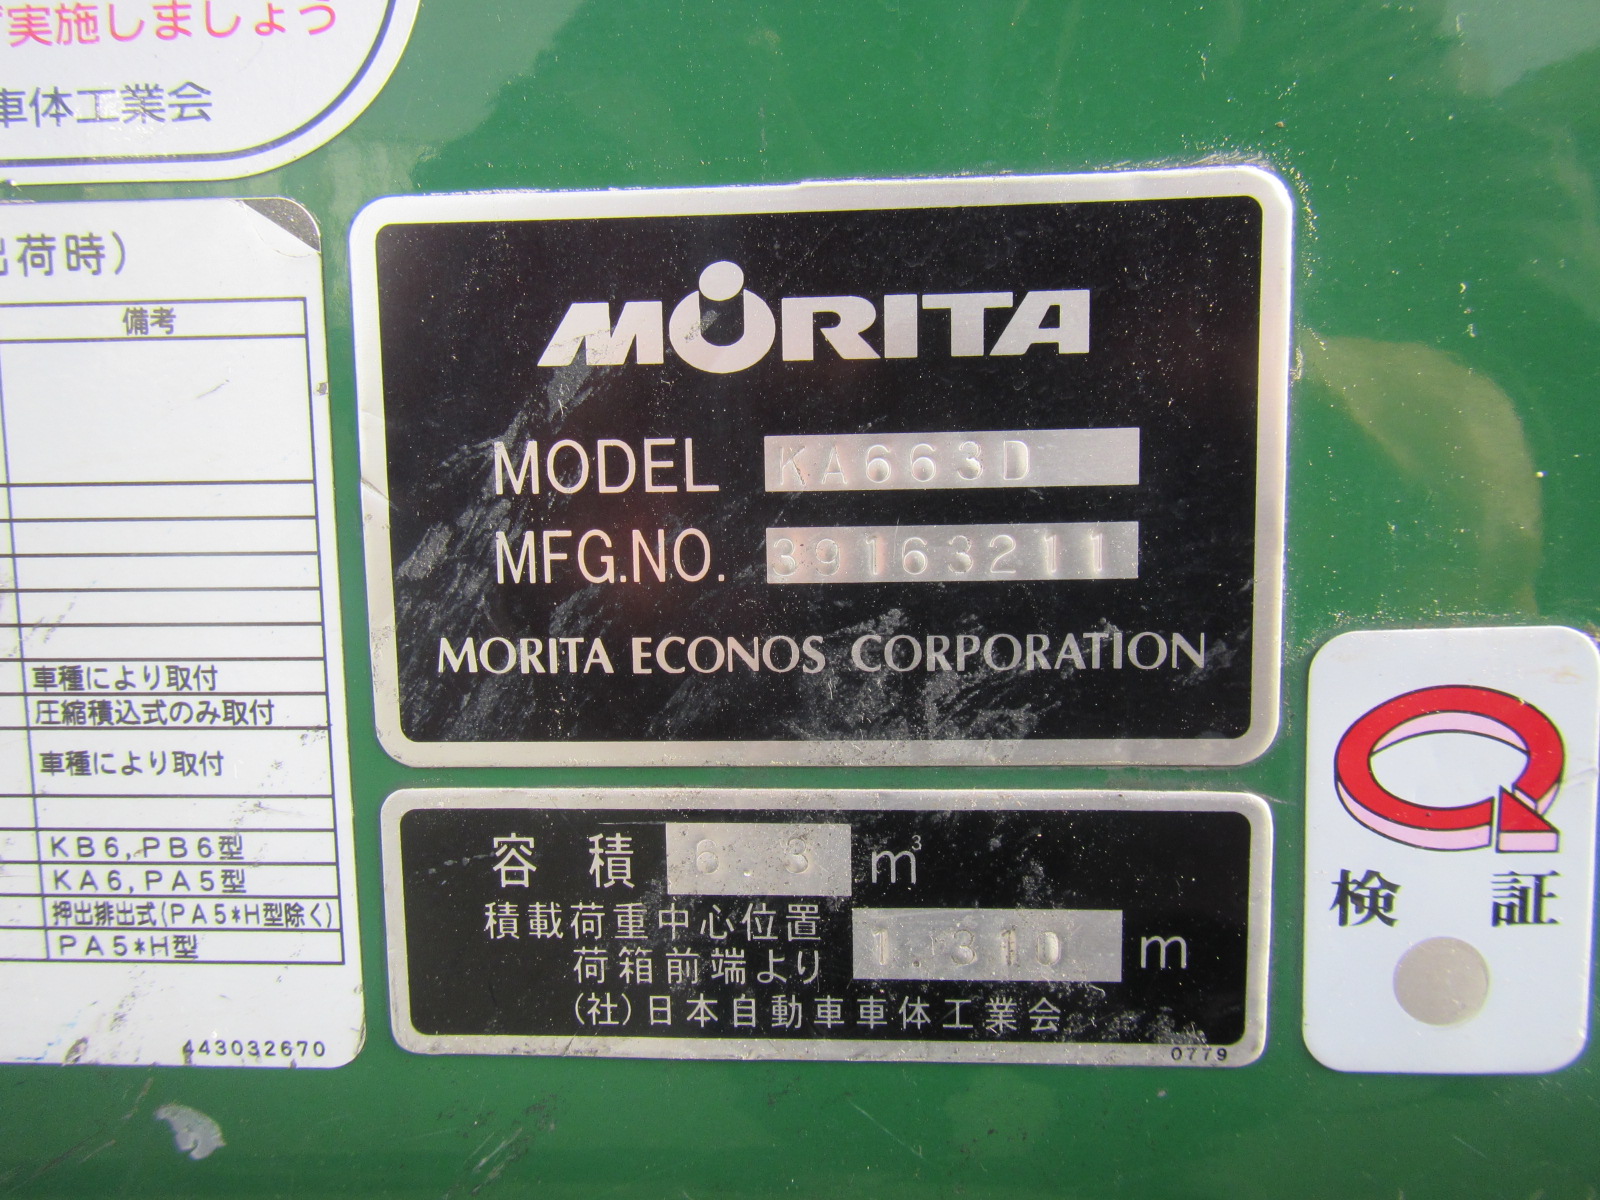 実施しましょう
車体工業会
出荷時)
備考
車種により取付
圧縮積込式のみ取付
車種により取付
KB6,PB6型
KA6,PA5型
押出排出式(PA5*H型除く)
PA5*H型
443032670
MORITA
MODEL KA663D
MFG.NO. 39163211
MORITA ECONOS CORPORATION
容積 6.3 m³
積載荷重中心位置
荷箱前端より 1.310 m
(社)日本自動車車体工業会
0779
検証